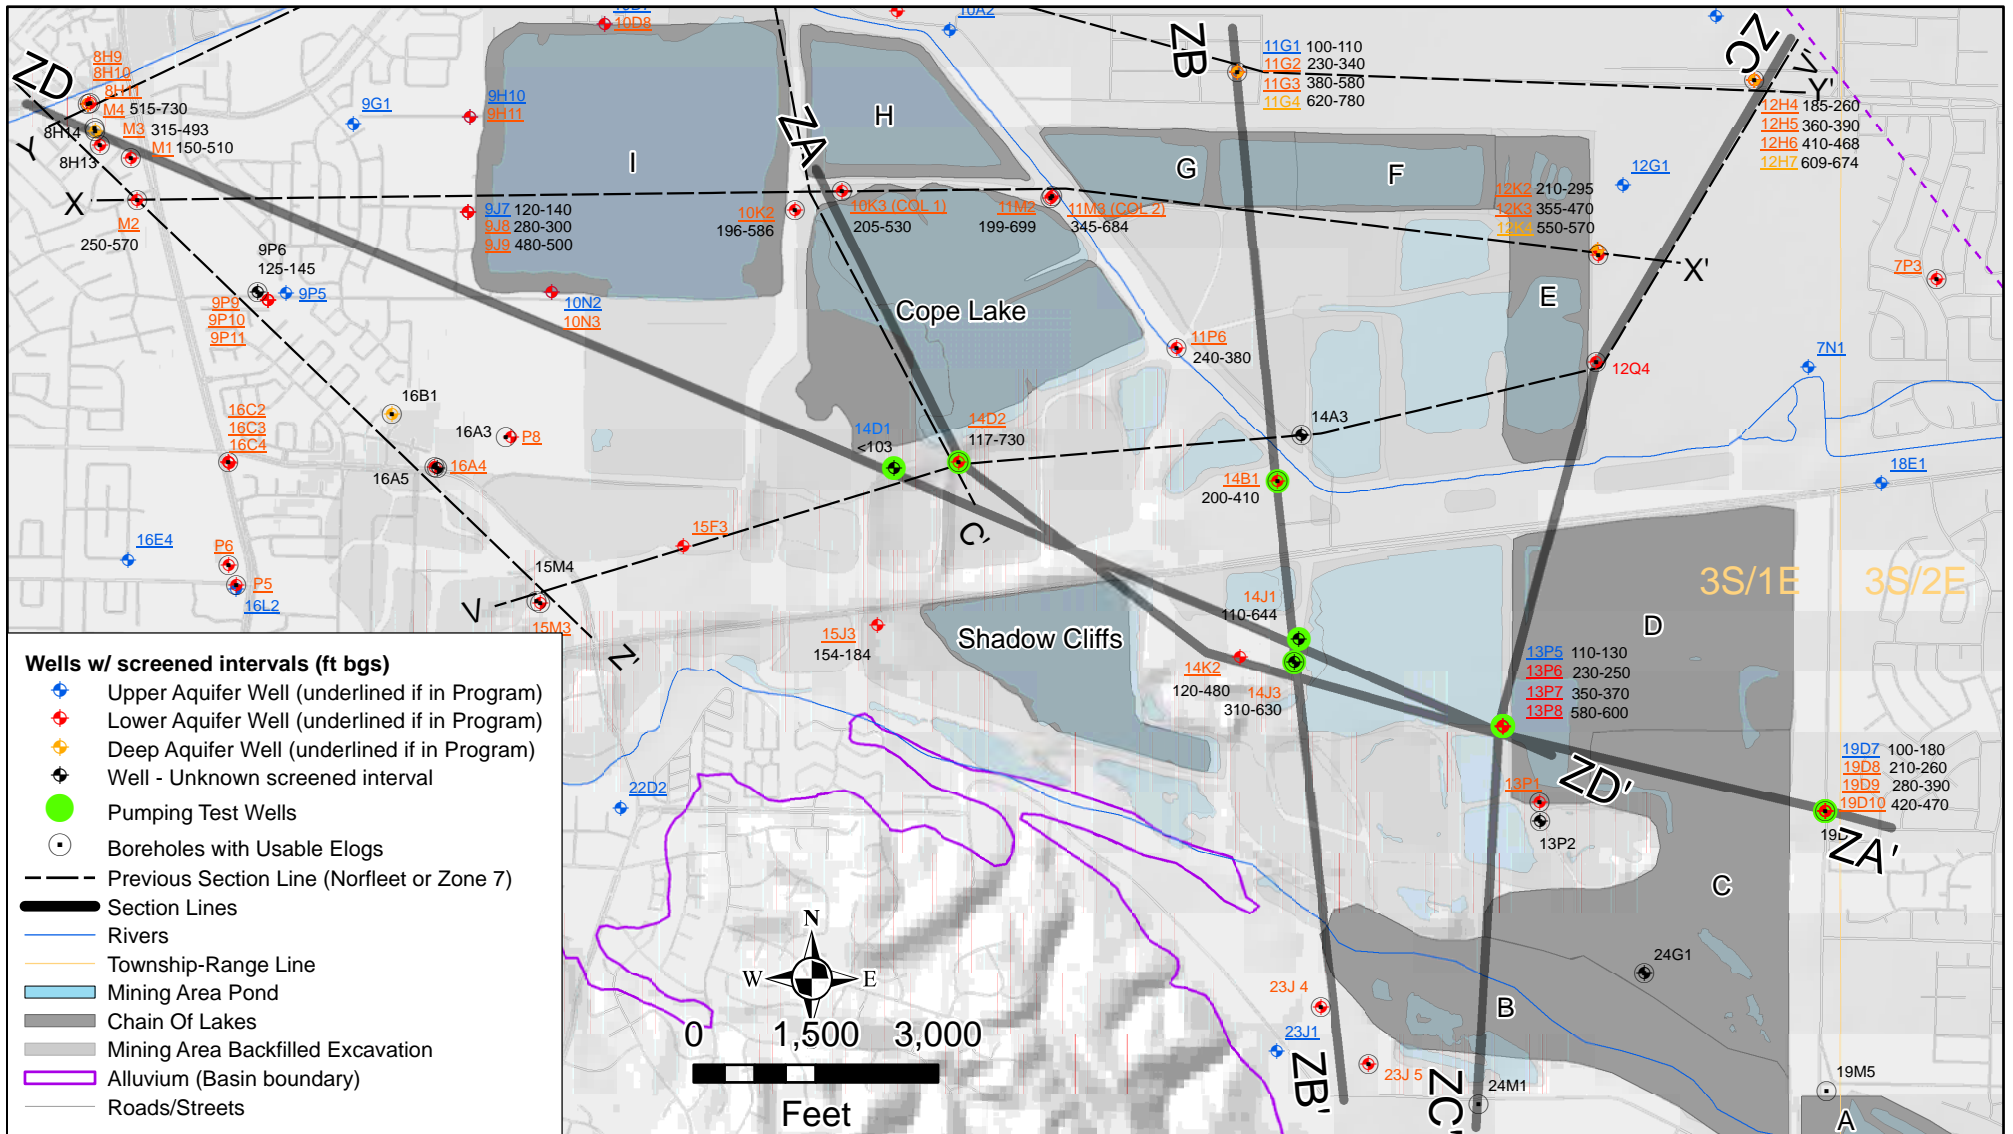 10D8
10A2
ZD
ZA
ZB
ZC
8H9
8H10
8H11
M4 515-730
M3 315-493
M1 150-510
8H14
8H13
Y
X
M2
250-570
9G1
9H10
9H11
I
H
9J7 120-140
9J8 280-300
9J9 480-500
10K2
196-586
10K3 (COL 1)
205-530
11M2
199-699
11M3 (COL 2)
345-684
G
F
11G1 100-110
11G2 230-340
11G3 380-580
11G4 620-780
Y'
12H4 185-260
12H5 360-390
12H6 410-468
12H7 609-674
12G1
12K2 210-295
12K3 355-470
12K4 550-570
X'
E
7P3
9P6
125-145
9P5
9P9
9P10
9P11
10N2
10N3
Cope Lake
11P6
240-380
12Q4
7N1
16B1
16C2
16C3
16C4
16A3
P8
16A5
16A4
14D1
<103
14D2
117-730
14A3
14B1
200-410
18E1
C'
15F3
16E4
P6
P5
16L2
15M4
V
15M3
Z'
15J3
154-184
Shadow Cliffs
14J1
110-644
14K2
120-480
14J3
310-630
3S/1E
3S/2E
D
13P5 110-130
13P6 230-250
13P7 350-370
13P8 580-600
ZD'
13P1
13P2
19D7 100-180
19D8 210-260
19D9 280-390
19D10 420-470
19D
ZA'
22D2
C
24G1
B
23J 4
23J1
23J 5
ZB'
ZC'
24M1
19M5
A
N
W
E
S
0 1,500 3,000
Feet
Wells w/ screened intervals (ft bgs)
Upper Aquifer Well (underlined if in Program)
Lower Aquifer Well (underlined if in Program)
Deep Aquifer Well (underlined if in Program)
Well - Unknown screened interval
Pumping Test Wells
Boreholes with Usable Elogs
Previous Section Line (Norfleet or Zone 7)
Section Lines
Rivers
Township-Range Line
Mining Area Pond
Chain Of Lakes
Mining Area Backfilled Excavation
Alluvium (Basin boundary)
Roads/Streets